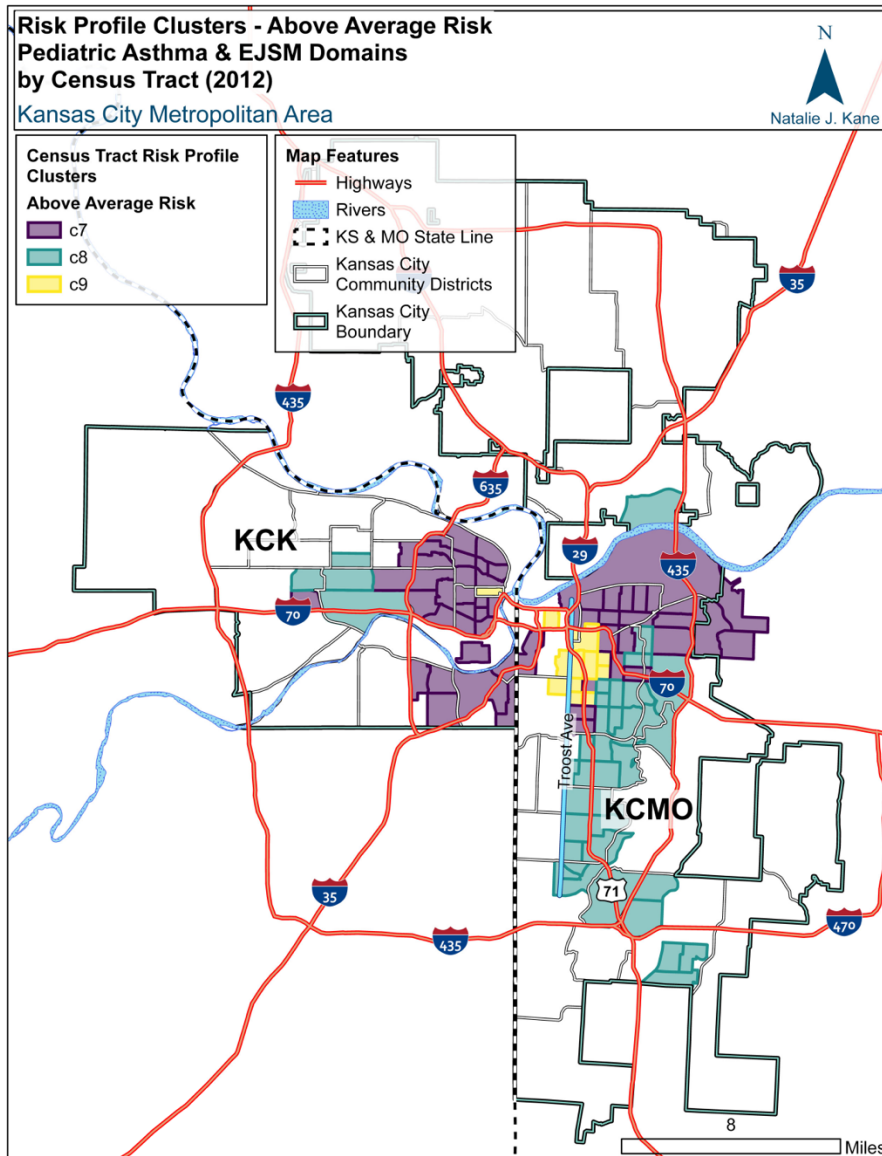 Risk Profile Clusters - Above Average Risk
Pediatric Asthma & EJSM Domains
by Census Tract (2012)
Kansas City Metropolitan Area
N
Natalie J. Kane
Census Tract Risk Profile
Clusters
Above Average Risk
c7
c8
c9
Map Features
Highways
Rivers
KS & MO State Line
Kansas City
Community Districts
Kansas City
Boundary
35
435
635
KCK
29
435
70
70
Troost Ave
KCMO
71
35
435
470
8
Miles